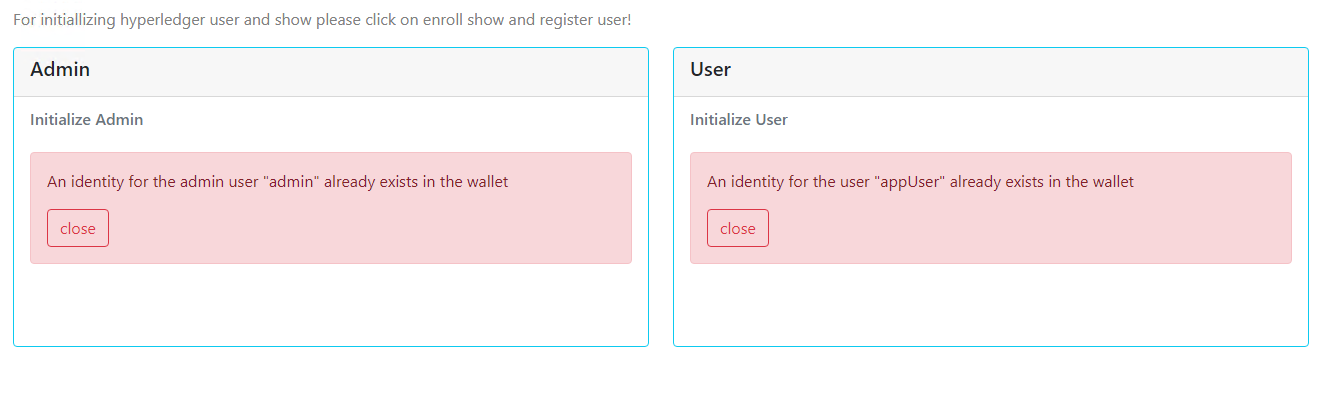 For initiallizing hyperledger user and show please click on enroll show and register user!
Admin
Initialize Admin
An identity for the admin user "admin" already exists in the wallet
close
User
Initialize User
An identity for the user "appUser" already exists in the wallet
close